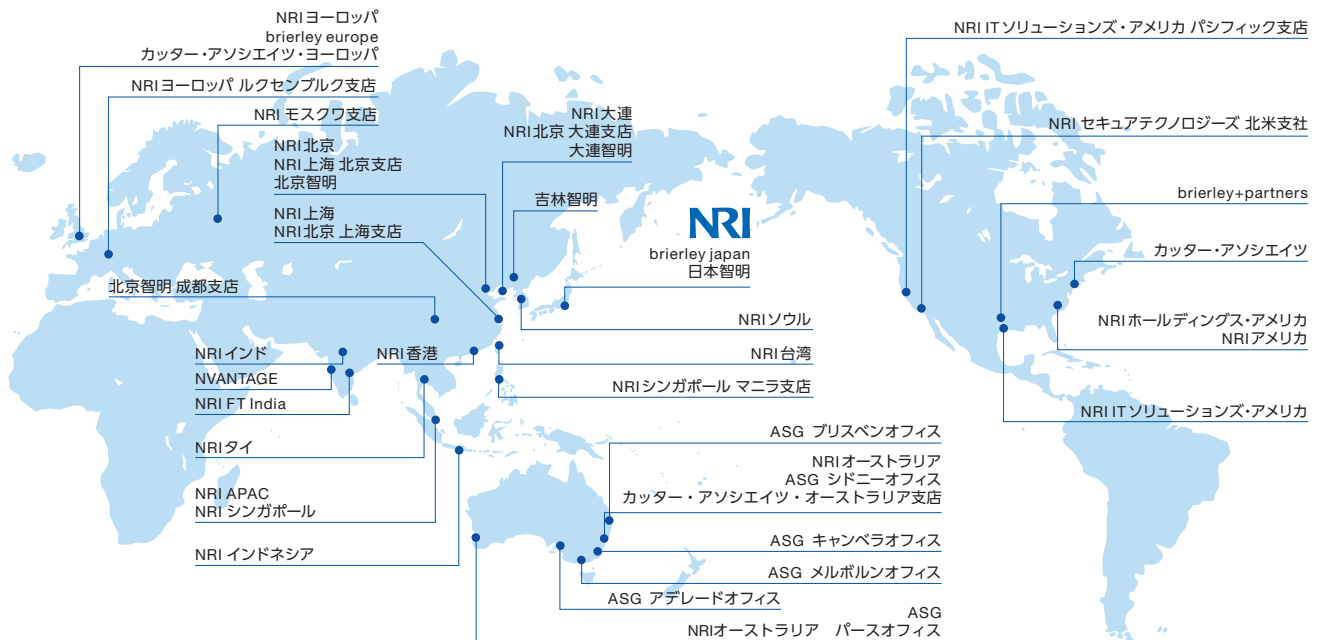 NRIヨーロッパ
brierley europe
カッター・アソシエイツ・ヨーロッパ
NRIヨーロッパ ルクセンブルク支店
NRI モスクワ支店
NRI北京
NRI上海 北京支店
北京智明
NRI上海
NRI北京 上海支店
北京智明 成都支店
NRI大連
NRI北京 大連支店
大連智明
吉林智明
NRI
brierley japan
日本智明
NRIソウル
NRI台湾
NRIシンガポール マニラ支店
NRIインド
NRI香港
NVANTAGE
NRI FT India
NRIタイ
NRI APAC
NRI シンガポール
NRI インドネシア
ASG ブリスベンオフィス
NRIオーストラリア
ASG シドニーオフィス
カッター・アソシエイツ・オーストラリア支店
ASG キャンベラオフィス
ASG メルボルンオフィス
ASG アデレードオフィス
ASG
NRIオーストラリア パースオフィス
NRI ITソリューションズ・アメリカ パシフィック支店
NRI セキュアテクノロジーズ 北米支社
brierley+partners
カッター・アソシエイツ
NRIホールディングス・アメリカ
NRIアメリカ
NRI ITソリューションズ・アメリカ